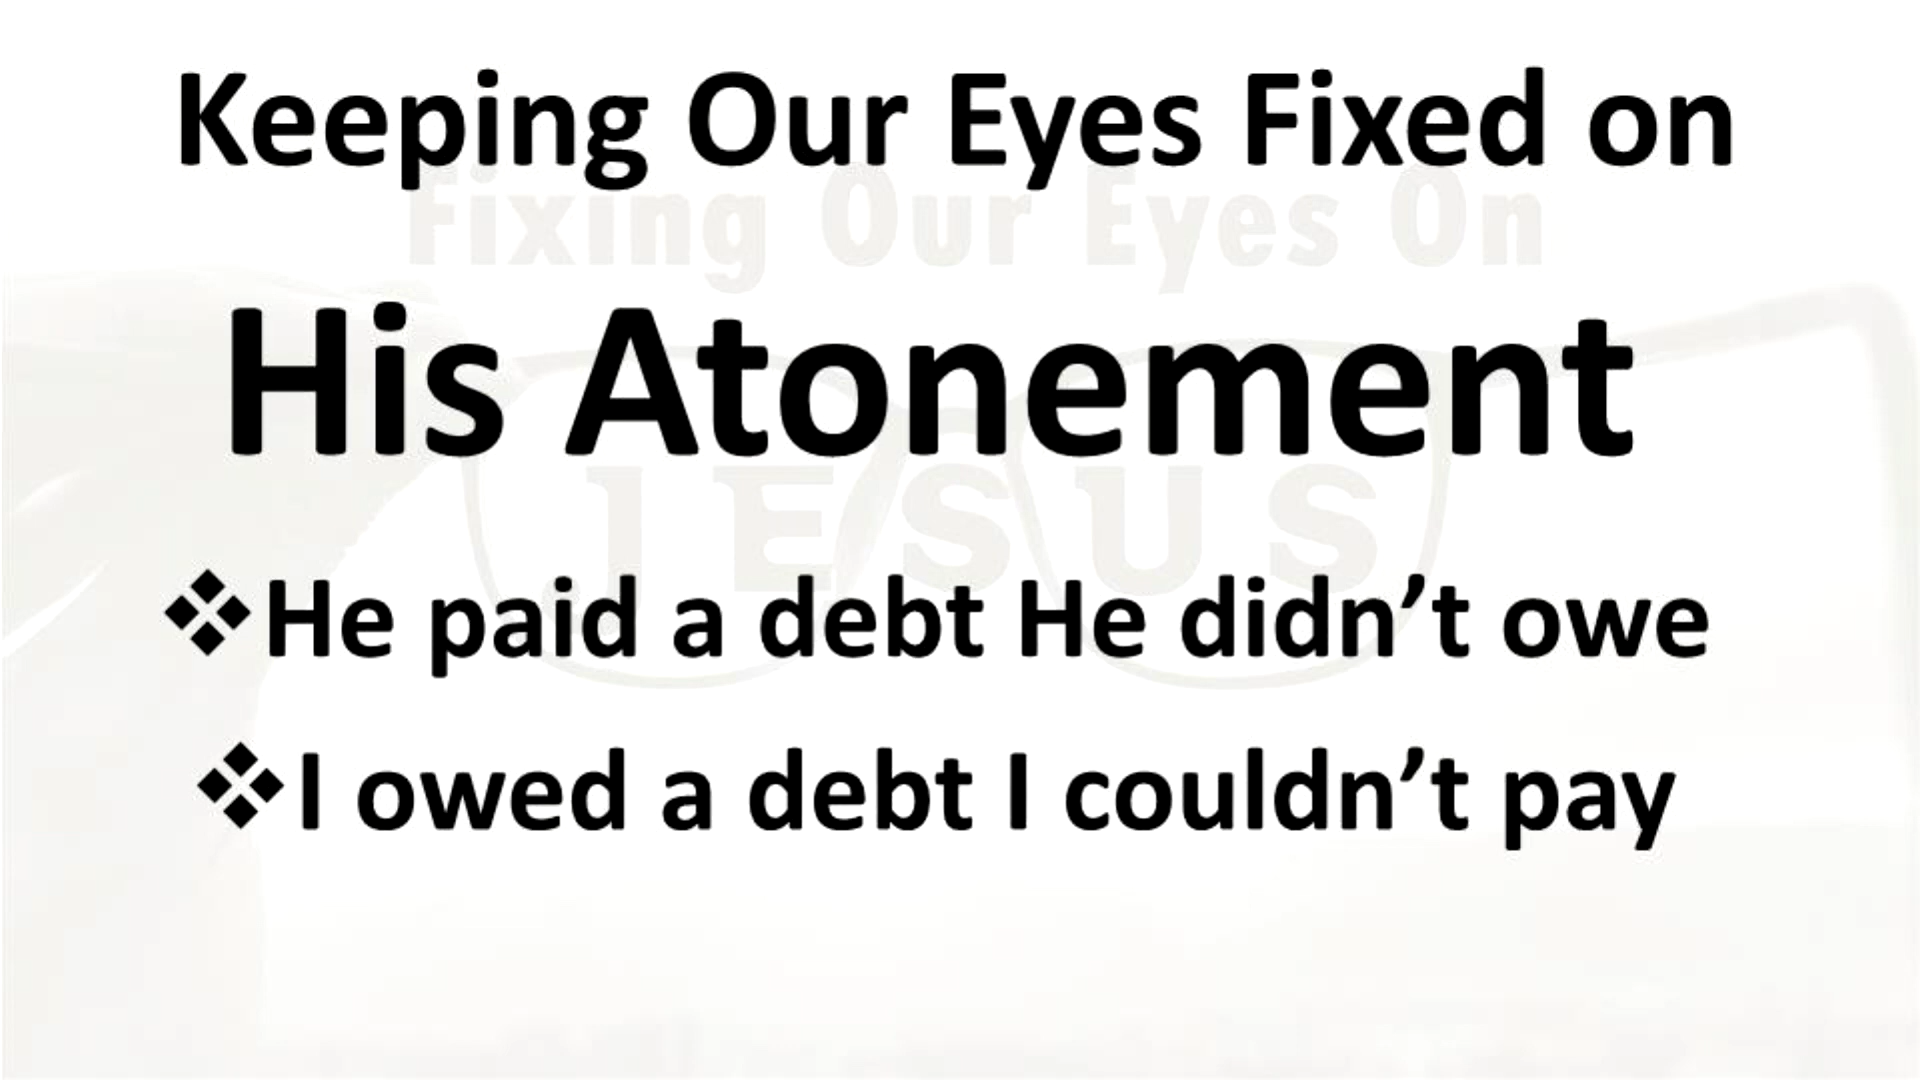 Keeping Our Eyes Fixed on
Fixing Our Eyes On
His Atonement
JESUS
❖He paid a debt He didn’t owe
❖I owed a debt I couldn’t pay